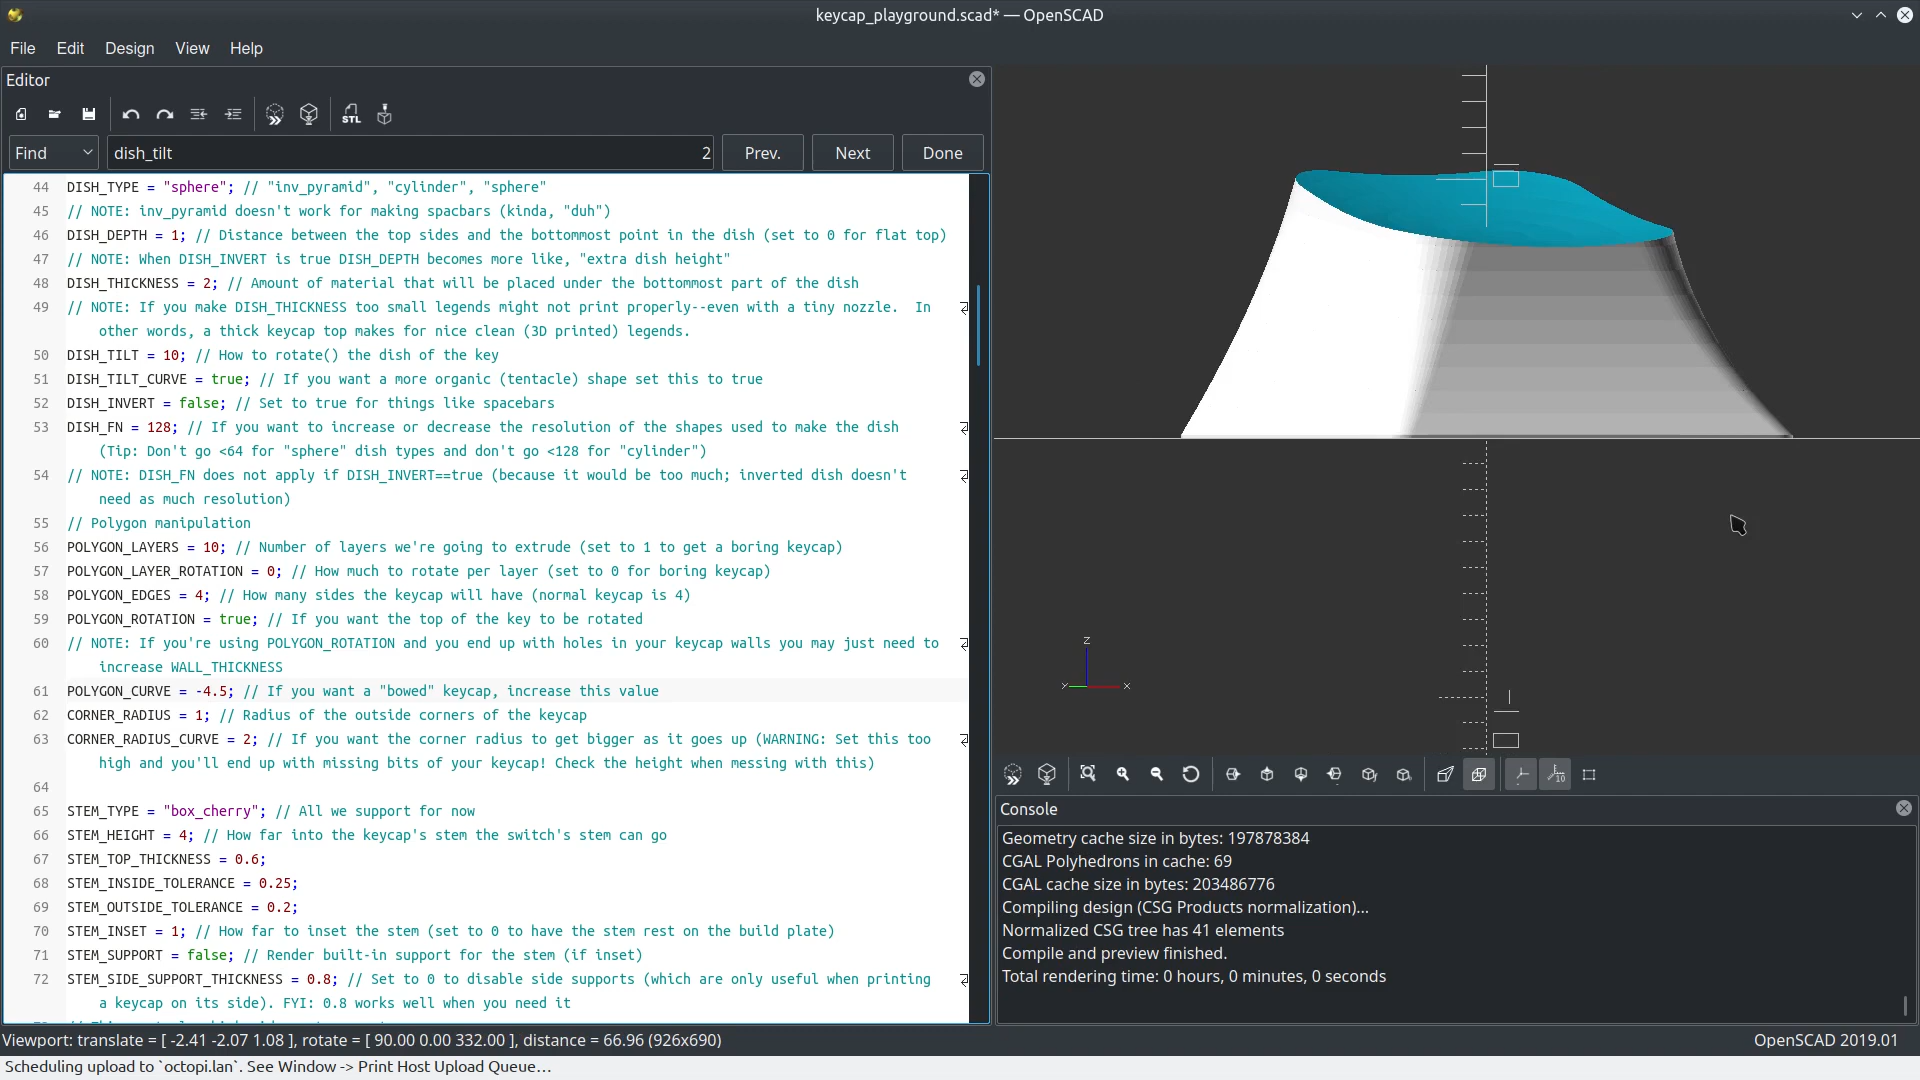 keycap_playground.scad* — OpenSCAD
File Edit Design View Help
Editor
STL
Find dish_tilt 2 Prev. Next Done
44 DISH_TYPE = "sphere"; // "inv_pyramid", "cylinder", "sphere"
45 // NOTE: inv_pyramid doesn't work for making spacbars (kinda, "duh")
46 DISH_DEPTH = 1; // Distance between the top sides and the bottommost point in the dish (set to 0 for flat top)
47 // NOTE: When DISH_INVERT is true DISH_DEPTH becomes more like, "extra dish height"
48 DISH_THICKNESS = 2; // Amount of material that will be placed under the bottommost part of the dish
49 // NOTE: If you make DISH_THICKNESS too small legends might not print properly--even with a tiny nozzle.  In
other words, a thick keycap top makes for nice clean (3D printed) legends.
50 DISH_TILT = 10; // How to rotate() the dish of the key
51 DISH_TILT_CURVE = true; // If you want a more organic (tentacle) shape set this to true
52 DISH_INVERT = false; // Set to true for things like spacebars
53 DISH_FN = 128; // If you want to increase or decrease the resolution of the shapes used to make the dish
(Tip: Don't go <64 for "sphere" dish types and don't go <128 for "cylinder")
54 // NOTE: DISH_FN does not apply if DISH_INVERT==true (because it would be too much; inverted dish doesn't
need as much resolution)
55 // Polygon manipulation
56 POLYGON_LAYERS = 10; // Number of layers we're going to extrude (set to 1 to get a boring keycap)
57 POLYGON_LAYER_ROTATION = 0; // How much to rotate per layer (set to 0 for boring keycap)
58 POLYGON_EDGES = 4; // How many sides the keycap will have (normal keycap is 4)
59 POLYGON_ROTATION = true; // If you want the top of the key to be rotated
60 // NOTE: If you're using POLYGON_ROTATION and you end up with holes in your keycap walls you may just need to
increase WALL_THICKNESS
61 POLYGON_CURVE = -4.5; // If you want a "bowed" keycap, increase this value
62 CORNER_RADIUS = 1; // Radius of the outside corners of the keycap
63 CORNER_RADIUS_CURVE = 2; // If you want the corner radius to get bigger as it goes up (WARNING: Set this too
high and you'll end up with missing bits of your keycap! Check the height when messing with this)
64
65 STEM_TYPE = "box_cherry"; // All we support for now
66 STEM_HEIGHT = 4; // How far into the keycap's stem the switch's stem can go
67 STEM_TOP_THICKNESS = 0.6;
68 STEM_INSIDE_TOLERANCE = 0.25;
69 STEM_OUTSIDE_TOLERANCE = 0.2;
70 STEM_INSET = 1; // How far to inset the stem (set to 0 to have the stem rest on the build plate)
71 STEM_SUPPORT = false; // Render built-in support for the stem (if inset)
72 STEM_SIDE_SUPPORT_THICKNESS = 0.8; // Set to 0 to disable side supports (which are only useful when printing
a keycap on its side). FYI: 0.8 works well when you need it
Z
Y X
10
Console
Geometry cache size in bytes: 197878384
CGAL Polyhedrons in cache: 69
CGAL cache size in bytes: 203486776
Compiling design (CSG Products normalization)...
Normalized CSG tree has 41 elements
Compile and preview finished.
Total rendering time: 0 hours, 0 minutes, 0 seconds
Viewport: translate = [ -2.41 -2.07 1.08 ], rotate = [ 90.00 0.00 332.00 ], distance = 66.96 (926x690)
OpenSCAD 2019.01
Scheduling upload to `octopi.lan`. See Window -> Print Host Upload Queue…